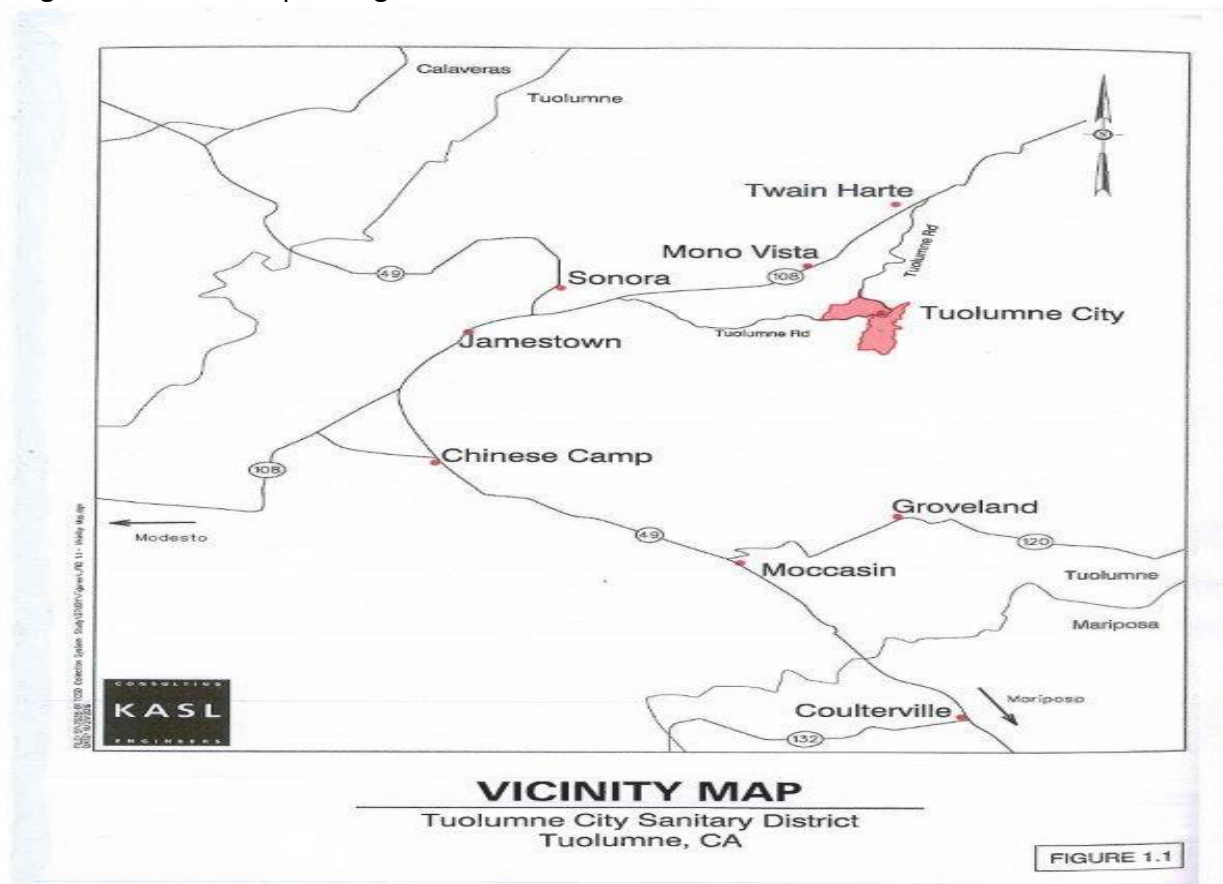 Calaveras
Tuolumne
N
Twain Harte
Tuolumne Rd
Mono Vista
108
49
Sonora
Tuolumne City
Tuolumne Rd
Jamestown
Chinese Camp
108
Groveland
49
120
Modesto
Moccasin
Tuolumne
Mariposa
CONSULTING
KASL
ENGINEERS
Mariposa
Coulterville
132
VICINITY MAP
Tuolumne City Sanitary District
Tuolumne, CA
FIGURE 1.1